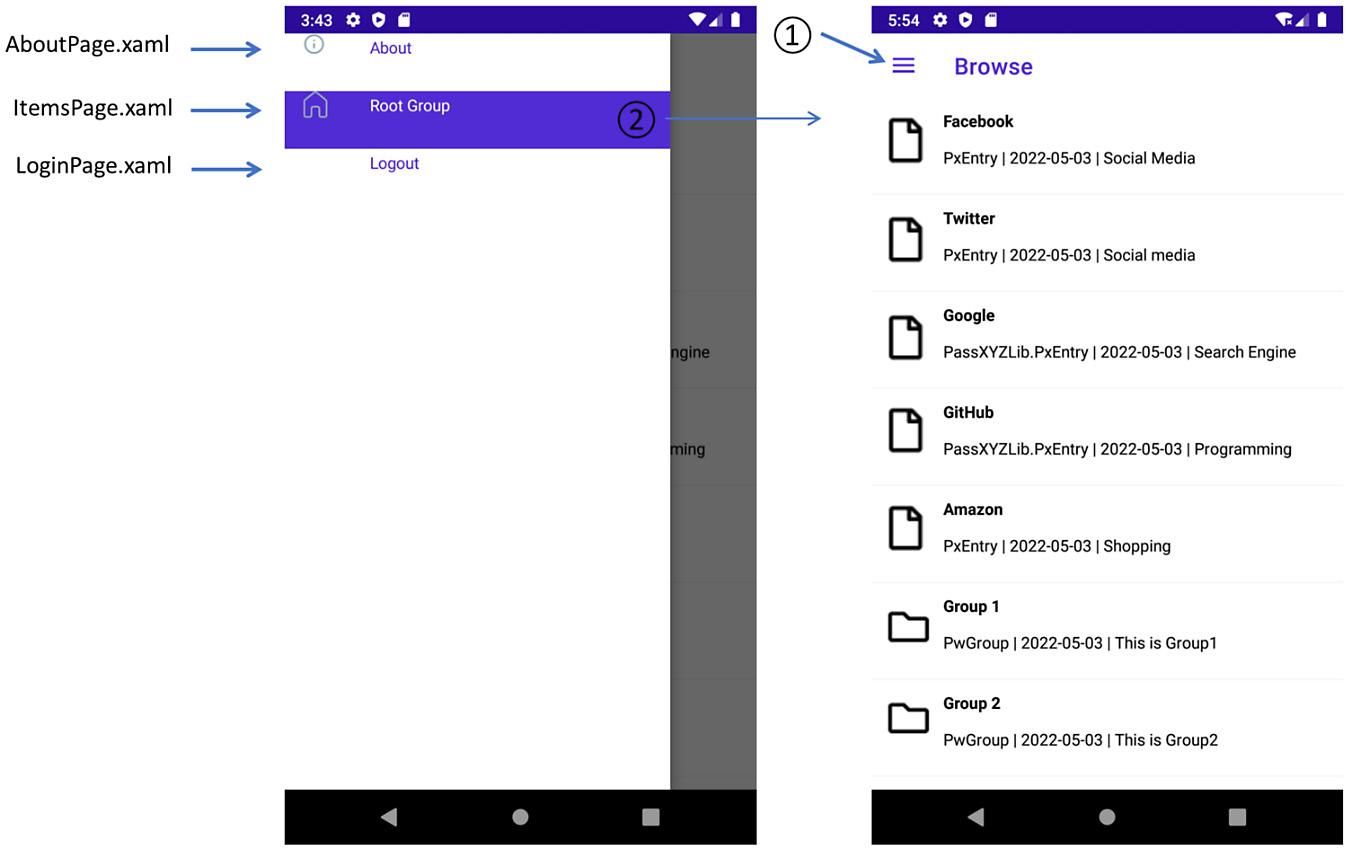 AboutPage.xaml
ItemsPage.xaml
LoginPage.xaml
3:43
About
Root Group
②
Logout
ngine
ming
①
5:54
Browse
Facebook
PxEntry | 2022-05-03 | Social Media
Twitter
PxEntry | 2022-05-03 | Social media
Google
PassXYZLib.PxEntry | 2022-05-03 | Search Engine
GitHub
PassXYZLib.PxEntry | 2022-05-03 | Programming
Amazon
PxEntry | 2022-05-03 | Shopping
Group 1
PwGroup | 2022-05-03 | This is Group1
Group 2
PwGroup | 2022-05-03 | This is Group2